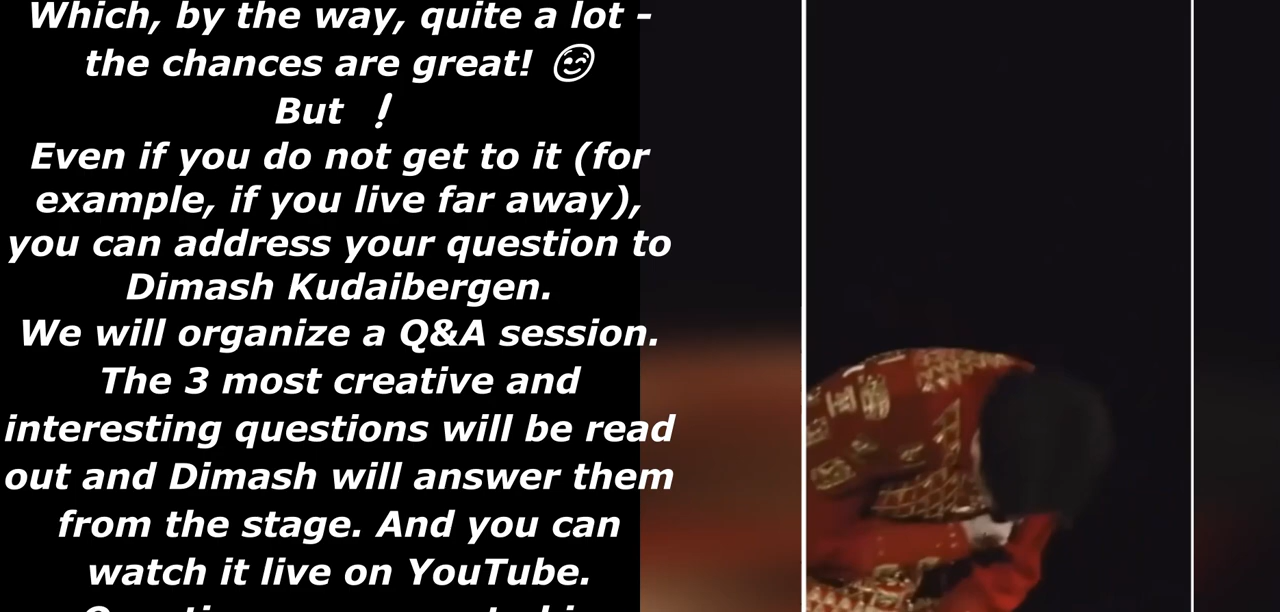 Which, by the way, quite a lot -
the chances are great! 😉
But ❗
Even if you do not get to it (for
example, if you live far away),
you can address your question to
Dimash Kudaibergen.
We will organize a Q&A session.
The 3 most creative and
interesting questions will be read
out and Dimash will answer them
from the stage. And you can
watch it live on YouTube.